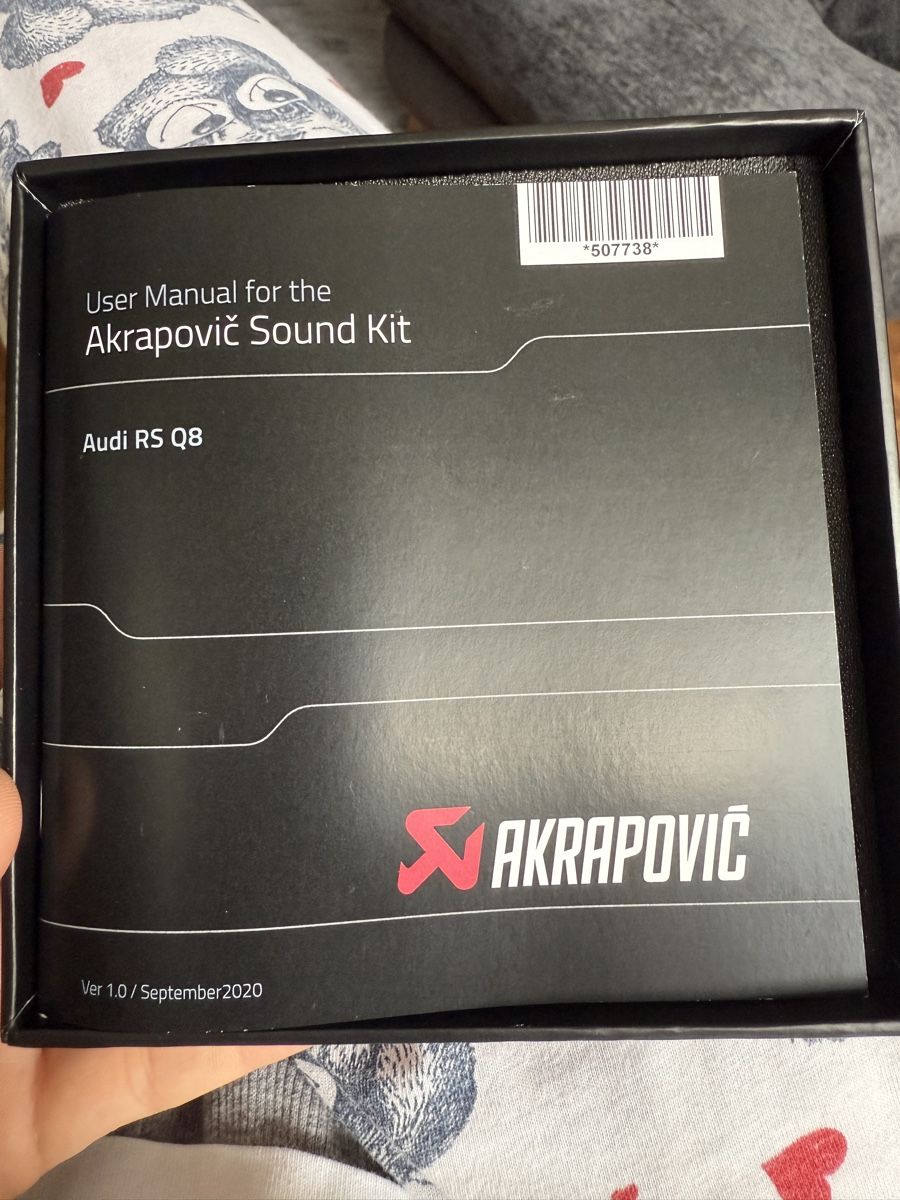 *507738*
User Manual for the
Akrapovič Sound Kit
Audi RS Q8
AKRAPOVIČ
Ver 1.0 / September2020